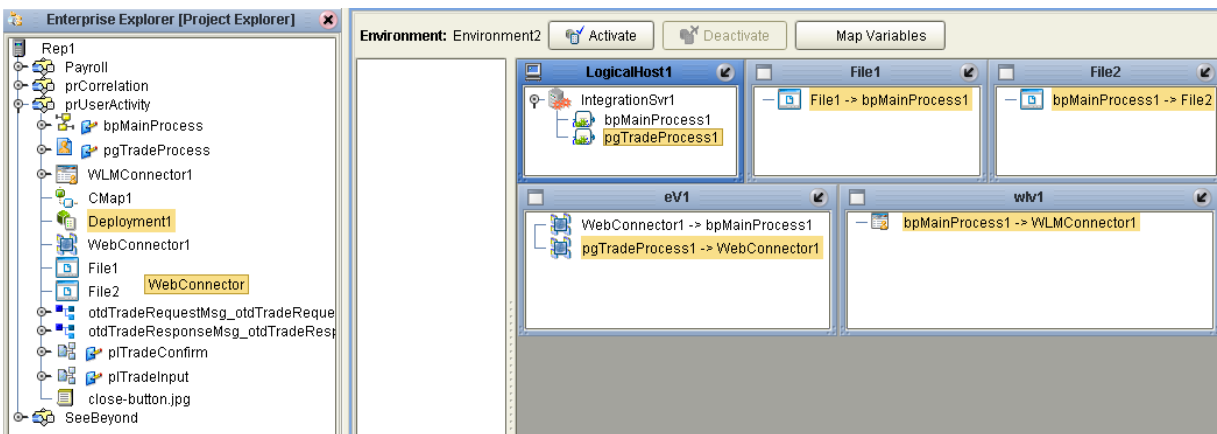 Enterprise Explorer [Project Explorer]
Rep1
Payroll
prCorrelation
prUserActivity
bpMainProcess
pgTradeProcess
WLMConnector1
CMap1
Deployment1
WebConnector1
File1
File2
WebConnector
otdTradeRequestMsg_otdTradeReque
otdTradeResponseMsg_otdTradeResp
plTradeConfirm
plTradeInput
close-button.jpg
SeeBeyond
Environment: Environment2 Activate Deactivate Map Variables
LogicalHost1
IntegrationSvr1
bpMainProcess1
pgTradeProcess1
File1
File1 -> bpMainProcess1
File2
bpMainProcess1 -> File2
eV1
WebConnector1 -> bpMainProcess1
pgTradeProcess1 -> WebConnector1
wlv1
bpMainProcess1 -> WLMConnector1